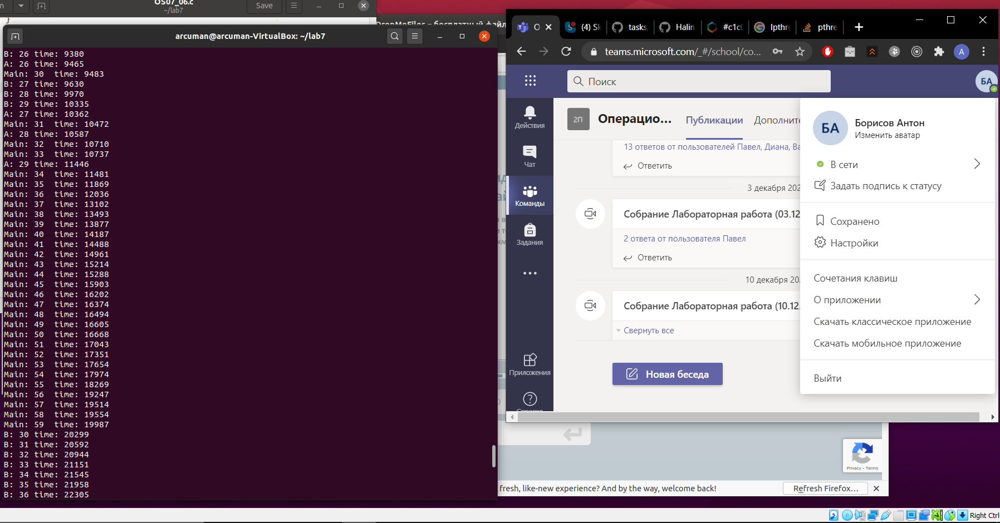 OS07_06.c
~/lab7
Save
}
DropMeFiles – бесплатный файл
arcuman@arcuman-VirtualBox: ~/lab7
B: 26 time: 9380
A: 26 time: 9465
Main: 30  time: 9483
B: 27 time: 9630
B: 28 time: 9970
B: 29 time: 10335
A: 27 time: 10362
Main: 31  time: 10472
A: 28 time: 10587
Main: 32  time: 10710
Main: 33  time: 10737
A: 29 time: 11446
Main: 34  time: 11481
Main: 35  time: 11869
Main: 36  time: 12036
Main: 37  time: 13102
Main: 38  time: 13493
Main: 39  time: 13877
Main: 40  time: 14187
Main: 41  time: 14488
Main: 42  time: 14961
Main: 43  time: 15214
Main: 44  time: 15288
Main: 45  time: 15903
Main: 46  time: 16202
Main: 47  time: 16374
Main: 48  time: 16494
Main: 49  time: 16605
Main: 50  time: 16668
Main: 51  time: 17043
Main: 52  time: 17351
Main: 53  time: 17654
Main: 54  time: 17974
Main: 55  time: 18269
Main: 56  time: 19247
Main: 57  time: 19514
Main: 58  time: 19554
Main: 59  time: 19987
B: 30 time: 20299
B: 31 time: 20592
B: 32 time: 20944
B: 33 time: 21151
B: 34 time: 21545
B: 35 time: 21958
B: 36 time: 22305
О (4) Sk tasks, Halin #c1c lpthre pthre
teams.microsoft.com/_#/school/co...
A
Поиск
БА
Действия
Чат
Команды
Задания
Приложения
Справка
2П
Операцио...
Публикации
Дополните
13 ответов от пользователей Павел, Диана, Ва
Ответить
3 декабря 202
Собрание Лабораторная работа (03.12
2 ответа от пользователя Павел
Ответить
10 декабря 202
Собрание Лабораторная работа (10.12.
Свернуть все
Новая беседа
БА
Борисов Антон
Изменить аватар
В сети
Задать подпись к статусу
Сохранено
Настройки
Сочетания клавиш
О приложении
Скачать классическое приложение
Скачать мобильное приложение
Выйти
Privacy - Terms
fresh, like-new experience? And by the way, welcome back!
Refresh Firefox...
Right Ctrl